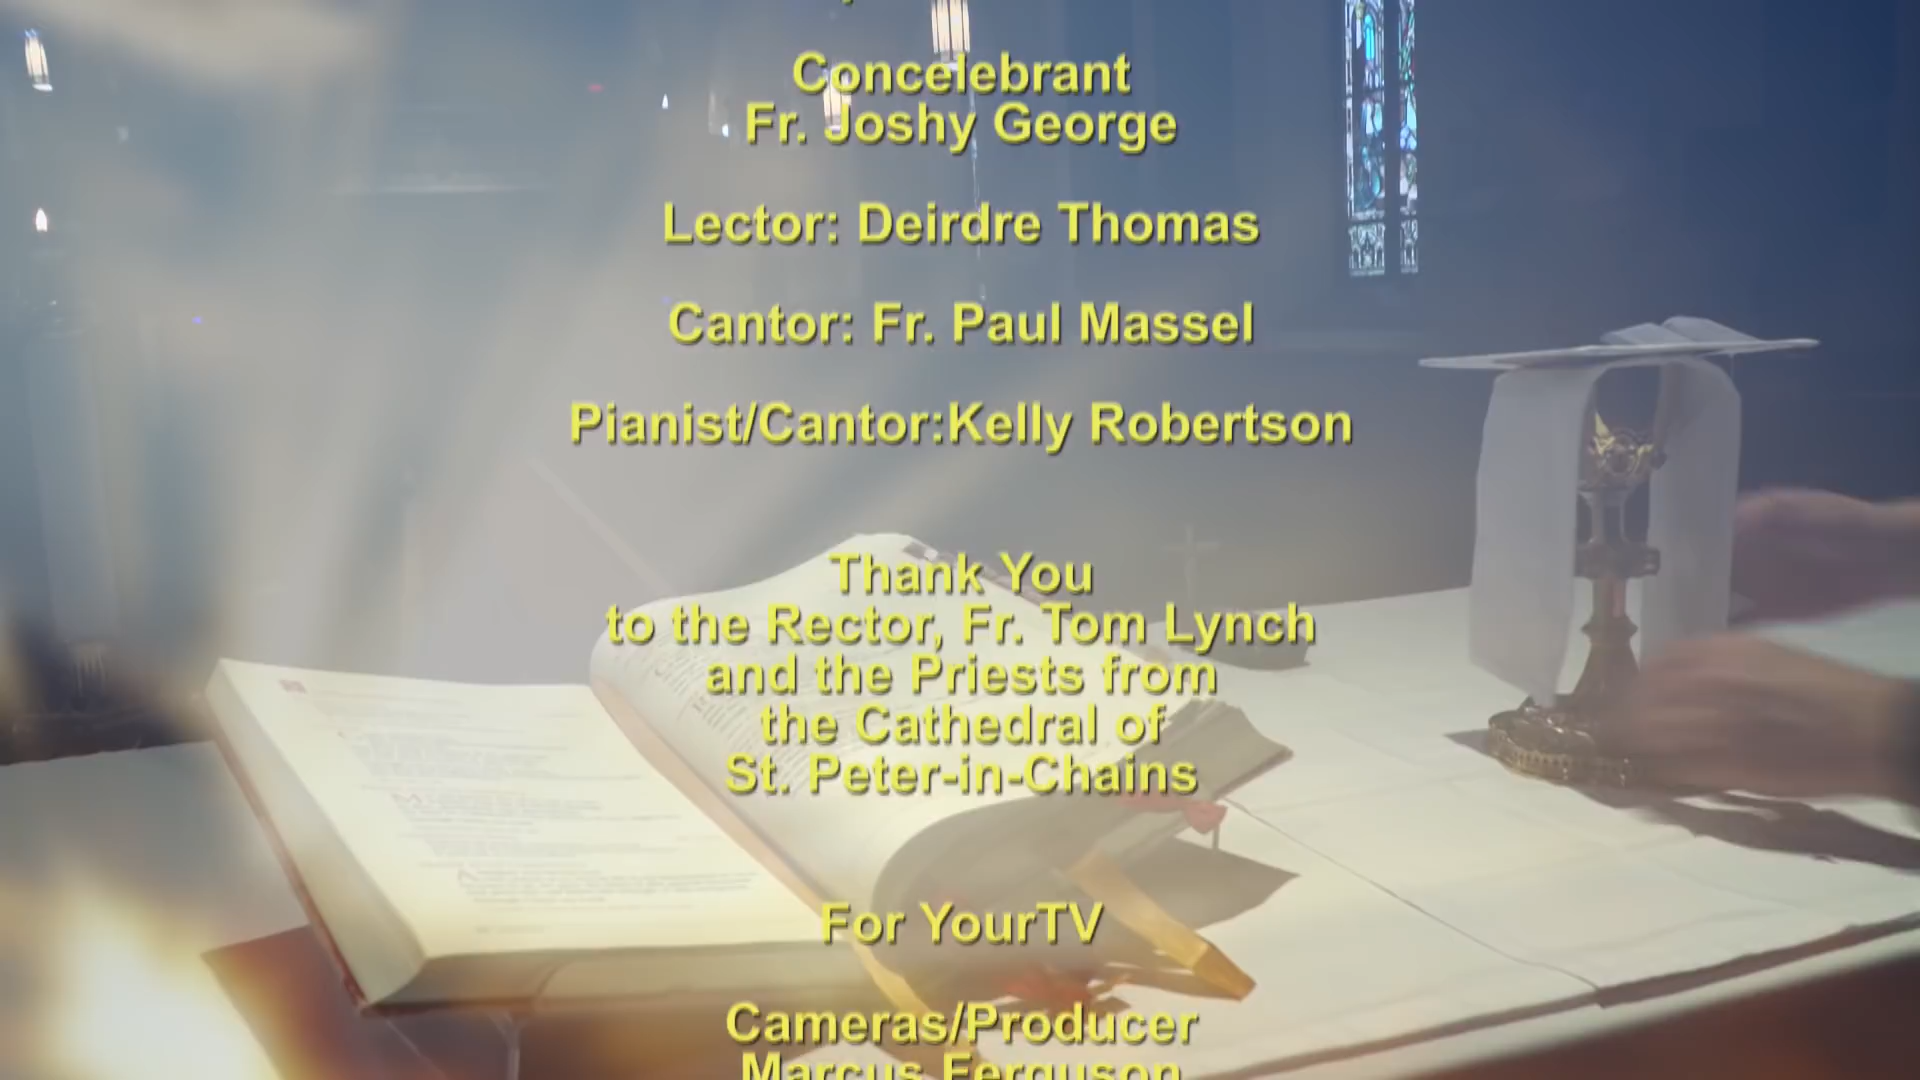 Concelebrant
Fr. Joshy George
Lector: Deirdre Thomas
Cantor: Fr. Paul Massel
Pianist/Cantor:Kelly Robertson
Thank You
to the Rector, Fr. Tom Lynch
and the Priests from
the Cathedral of
St. Peter-in-Chains
For YourTV
Cameras/Producer
Marcus Ferguson